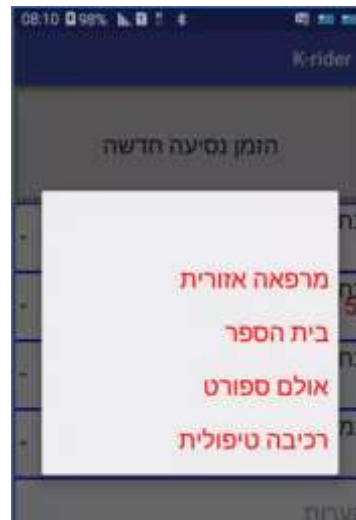 08:10 98%
K-rider
הזמן נסיעה חדשה
מרפאה אזורית
בית הספר
אולם ספורט
רכיבה טיפולית